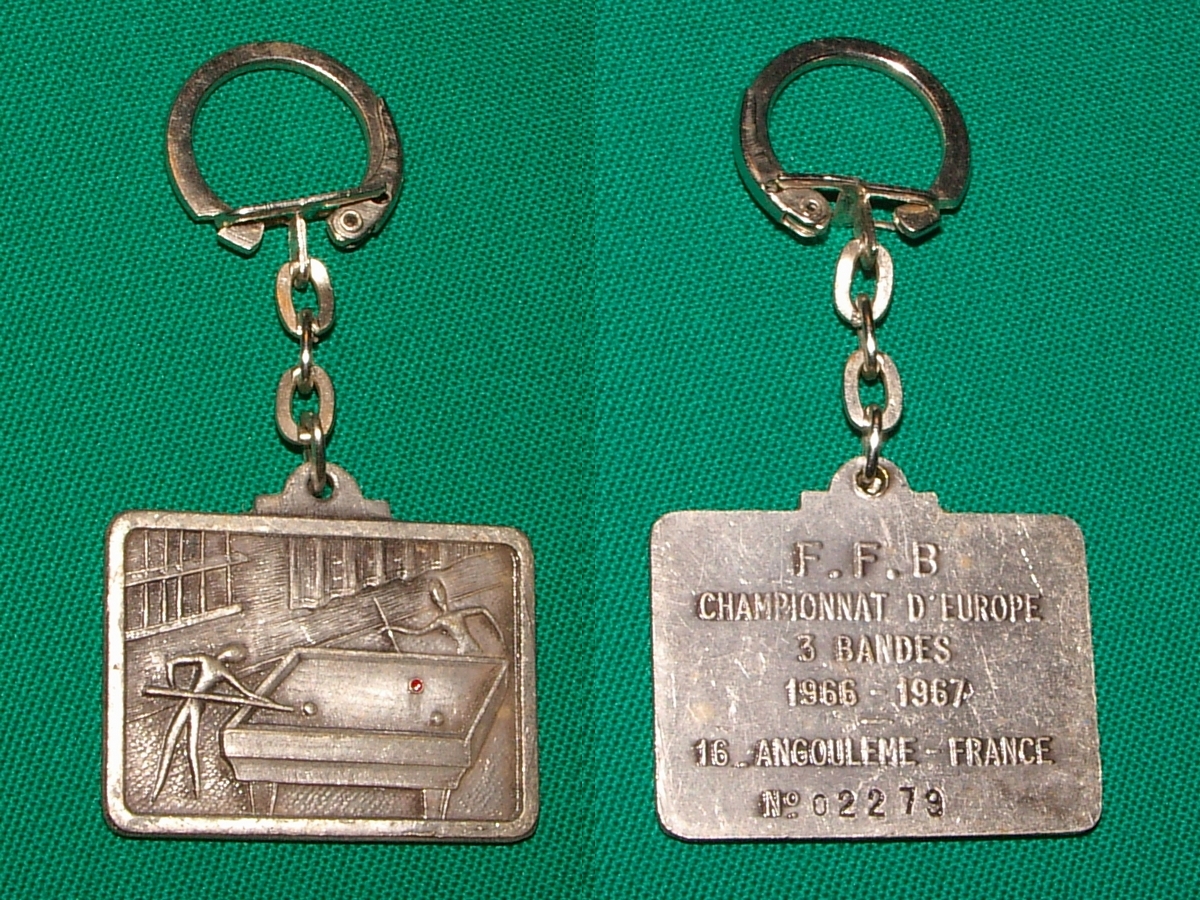 F.F.B
CHAMPIONNAT D'EUROPE
3 BANDES
1966 - 1967
16 - ANGOULEME - FRANCE
Nº 02279